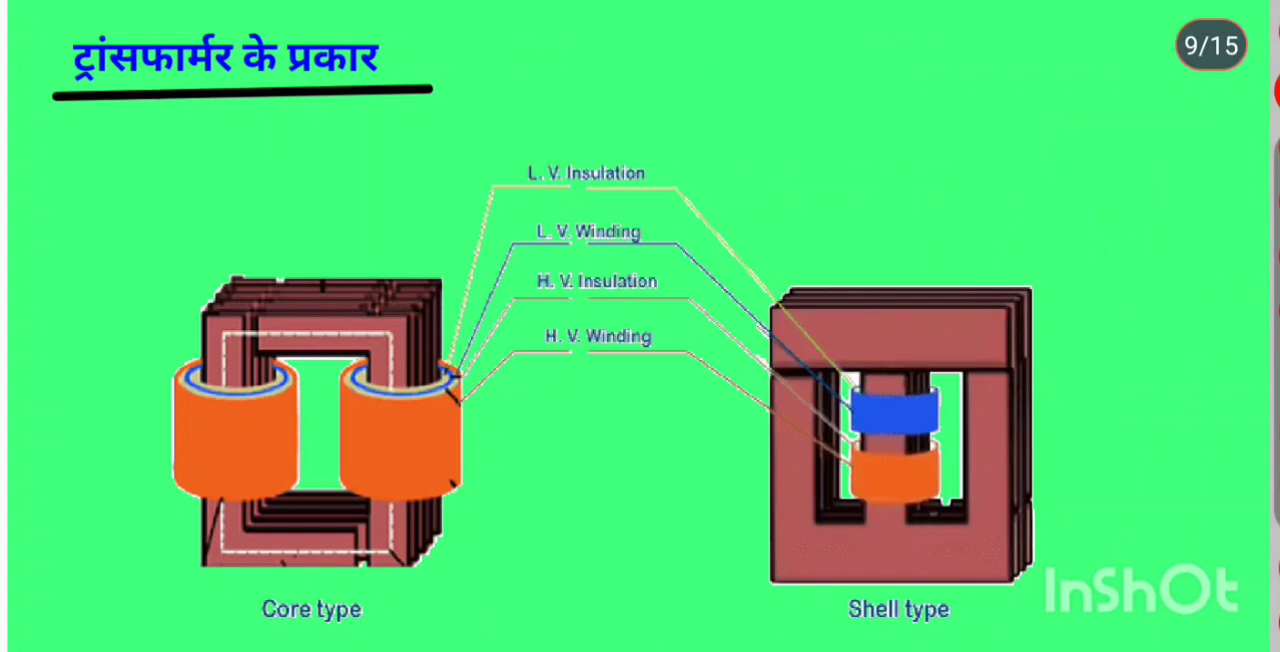 ट्रांसफार्मर के प्रकार
9/15
L. V. Insulation
L. V. Winding
H. V. Insulation
H. V. Winding
Core type
Shell type
InShOt